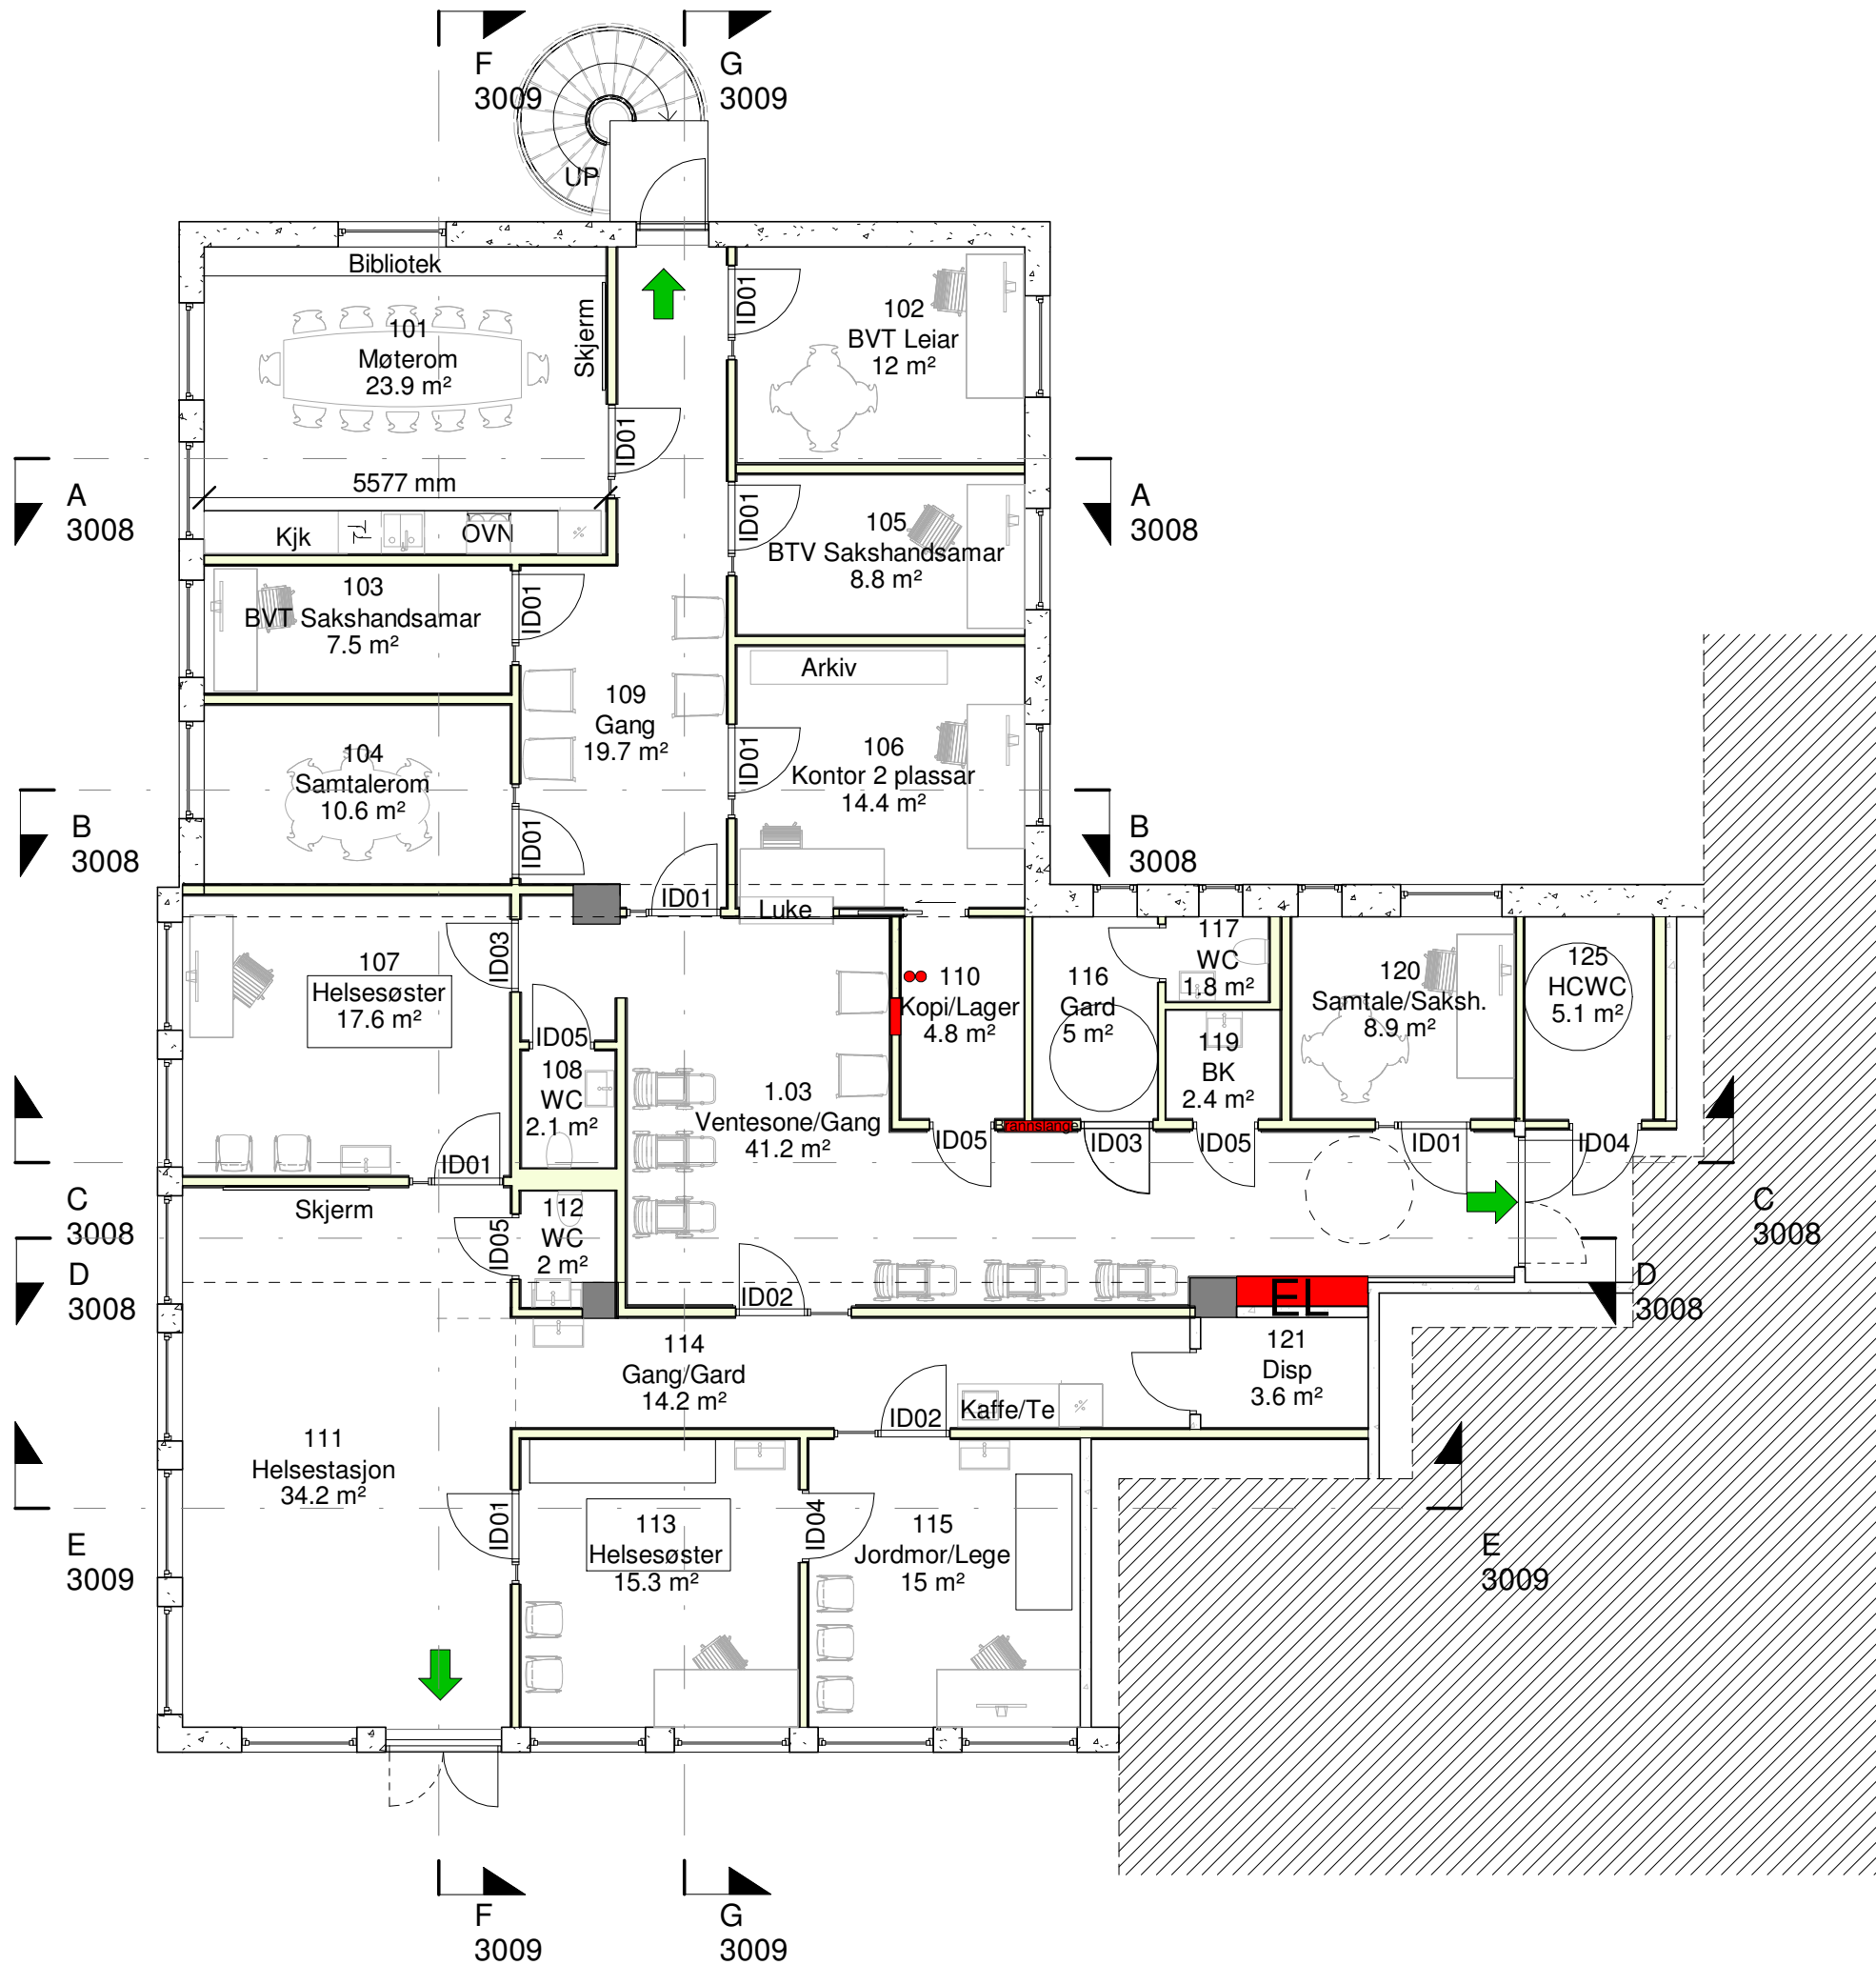 F
3009
G
3009
UP
Bibliotek
101
Møterom
23.9 m²
Skjerm
ID01
ID01
102
BVT Leiar
12 m²
5577 mm
Kjk
OVN
A
3008
A
3008
ID01
105
BTV Sakshandsamar
8.8 m²
103
BVT Sakshandsamar
7.5 m²
ID01
Arkiv
109
Gang
19.7 m²
104
Samtalerom
10.6 m²
ID01
ID01
106
Kontor 2 plassar
14.4 m²
B
3008
B
3008
ID01
Luke
107
Helsesøster
17.6 m²
ID03
ID05
108
WC
2.1 m²
110
Kopi/Lager
4.8 m²
116
Gard
5 m²
117
WC
1.8 m²
119
BK
2.4 m²
120
Samtale/Saksh.
8.9 m²
125
HCWC
5.1 m²
1.03
Ventesone/Gang
41.2 m²
rannslang
ID05
ID03
ID05
ID01
ID04
ID01
Skjerm
C
3008
C
3008
D
3008
D
3008
ID05
112
WC
2 m²
ID02
EL
114
Gang/Gard
14.2 m²
121
Disp
3.6 m²
ID02
Kaffe/Te
111
Helsestasjon
34.2 m²
ID01
113
Helsesøster
15.3 m²
ID04
115
Jordmor/Lege
15 m²
E
3009
E
3009
F
3009
G
3009